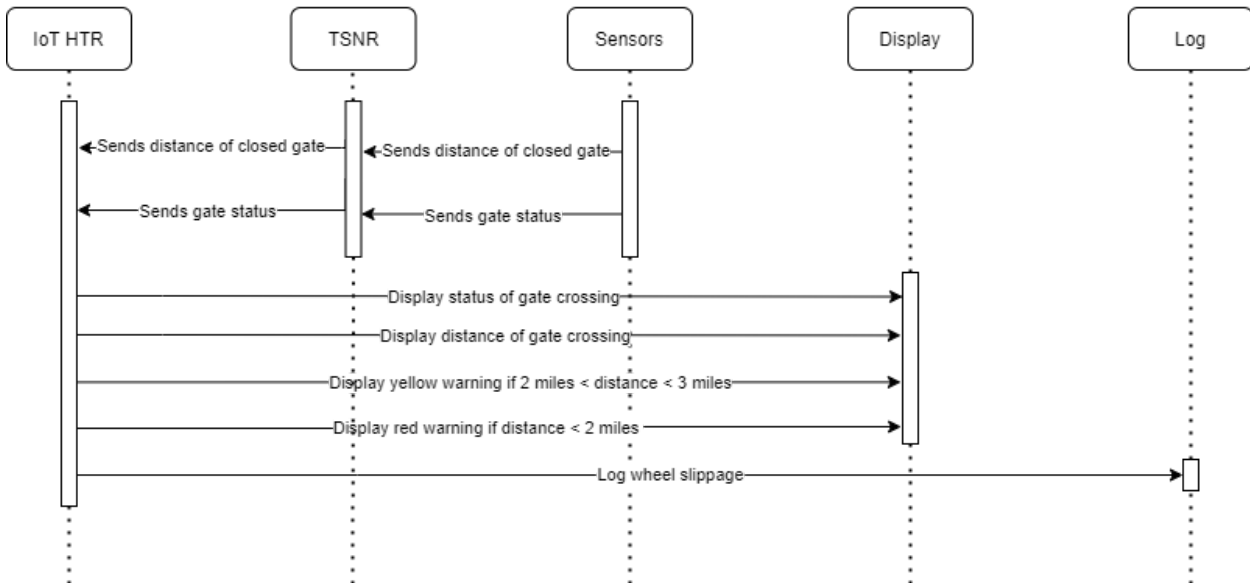 IoT HTR
TSNR
Sensors
Display
Log
Sends distance of closed gate
Sends distance of closed gate
Sends gate status
Sends gate status
Display status of gate crossing
Display distance of gate crossing
Display yellow warning if 2 miles < distance < 3 miles
Display red warning if distance < 2 miles
Log wheel slippage